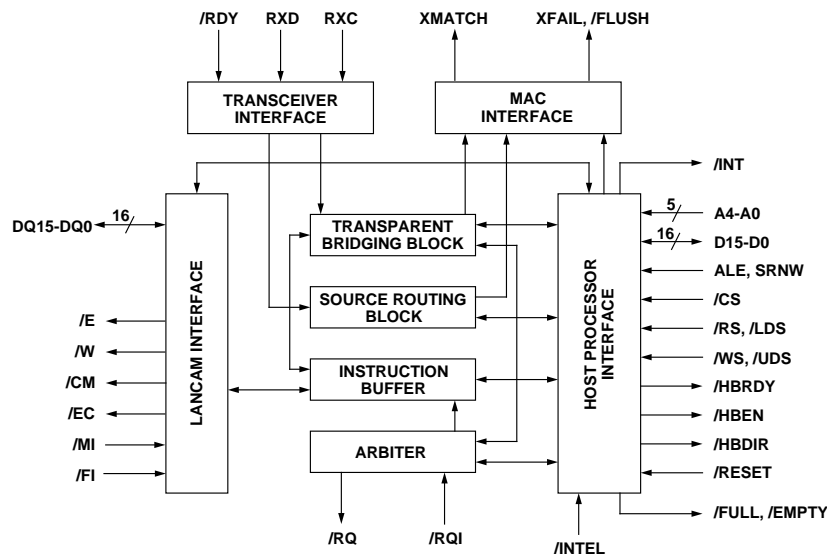 /RDY RXD RXC XMATCH XFAIL, /FLUSH
TRANSCEIVER
INTERFACE
MAC
INTERFACE
/INT
DQ15-DQ0 16
LANCAM INTERFACE
TRANSPARENT
BRIDGING BLOCK
SOURCE ROUTING
BLOCK
INSTRUCTION
BUFFER
ARBITER
HOST PROCESSOR
INTERFACE
5 A4-A0
16 D15-D0
ALE, SRNW
/CS
/RS, /LDS
/WS, /UDS
/HBRDY
/HBEN
/HBDIR
/RESET
/FULL, /EMPTY
/E
/W
/CM
/EC
/MI
/FI
/RQ /RQI /INTEL